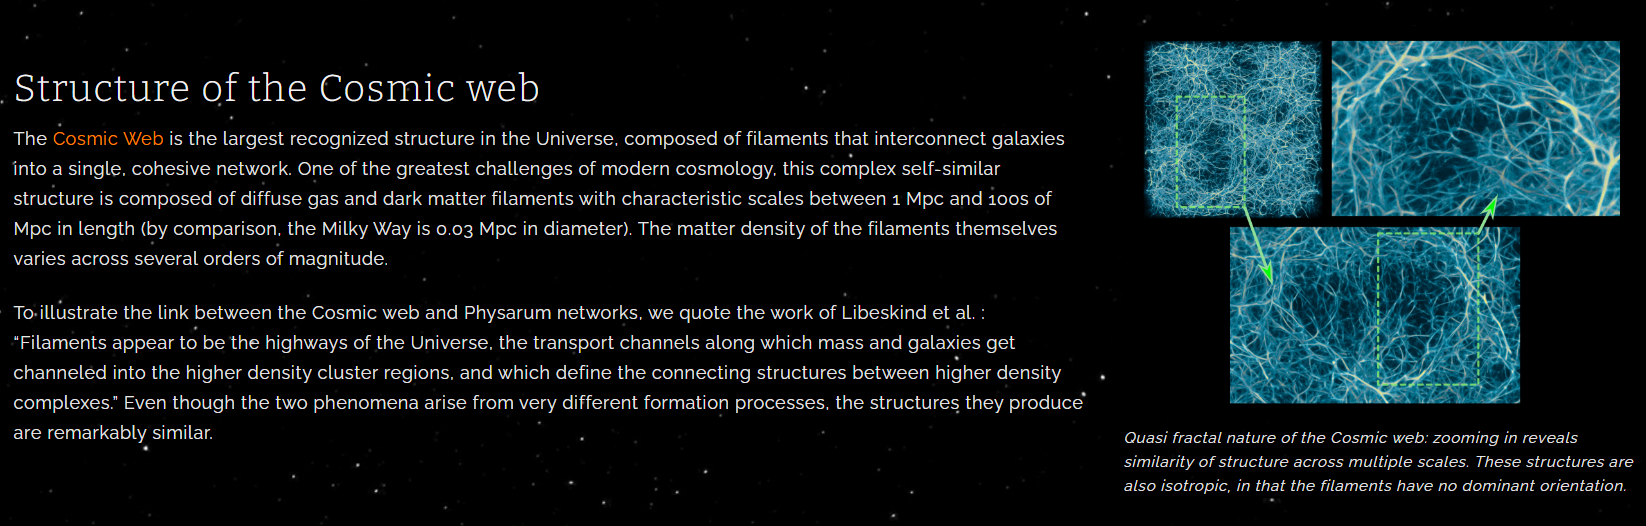 Structure of the Cosmic web
The Cosmic Web is the largest recognized structure in the Universe, composed of filaments that interconnect galaxies
into a single, cohesive network. One of the greatest challenges of modern cosmology, this complex self-similar
structure is composed of diffuse gas and dark matter filaments with characteristic scales between 1 Mpc and 100s of
Mpc in length (by comparison, the Milky Way is 0.03 Mpc in diameter). The matter density of the filaments themselves
varies across several orders of magnitude.
To illustrate the link between the Cosmic web and Physarum networks, we quote the work of Libeskind et al. :
“Filaments appear to be the highways of the Universe, the transport channels along which mass and galaxies get
channeled into the higher density cluster regions, and which define the connecting structures between higher density
complexes.” Even though the two phenomena arise from very different formation processes, the structures they produce
are remarkably similar.
Quasi fractal nature of the Cosmic web: zooming in reveals
similarity of structure across multiple scales. These structures are
also isotropic, in that the filaments have no dominant orientation.